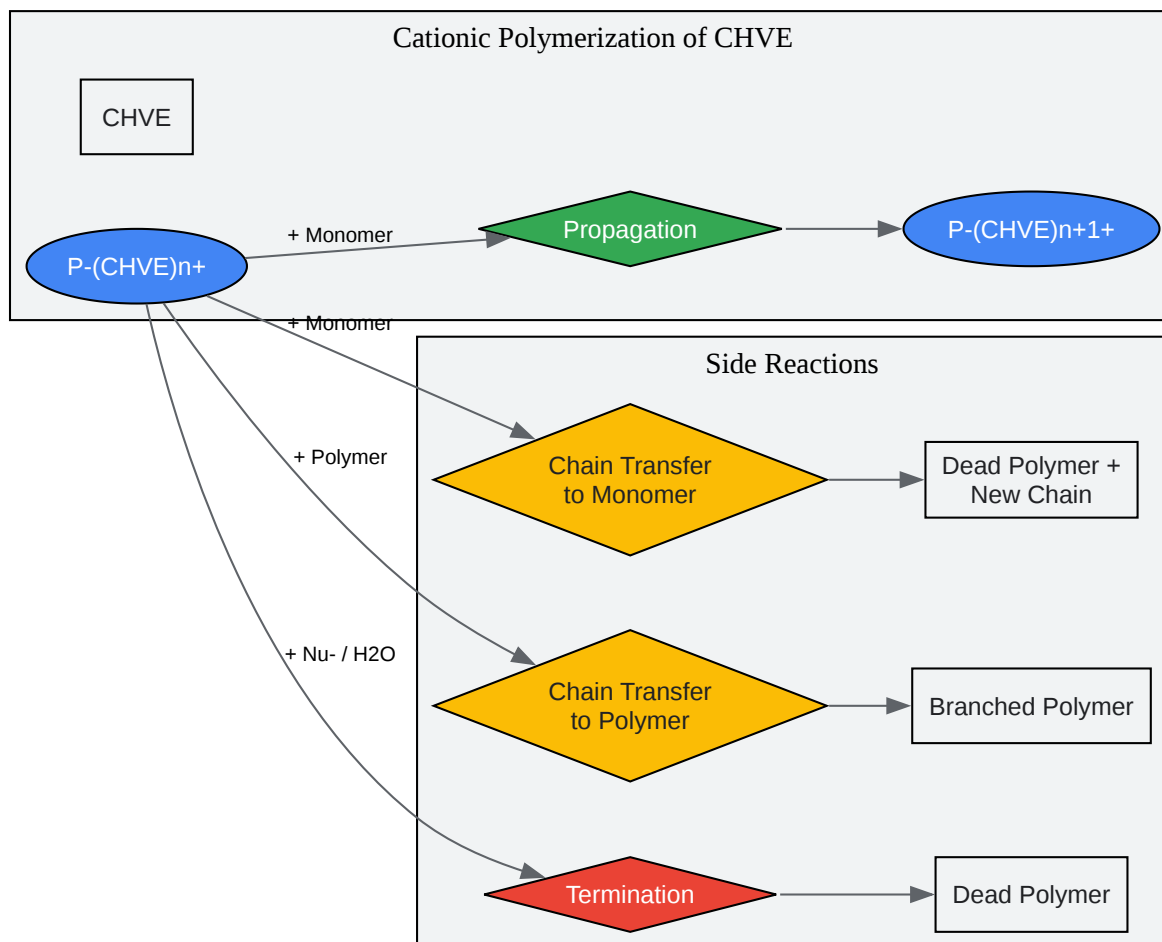 Cationic Polymerization of CHVE
CHVE
P-(CHVE)n+
+ Monomer
Propagation
P-(CHVE)n+1+
+ Monomer
Side Reactions
Chain Transfer
to Monomer
Dead Polymer +
New Chain
+ Polymer
Chain Transfer
to Polymer
Branched Polymer
+ Nu- / H2O
Termination
Dead Polymer